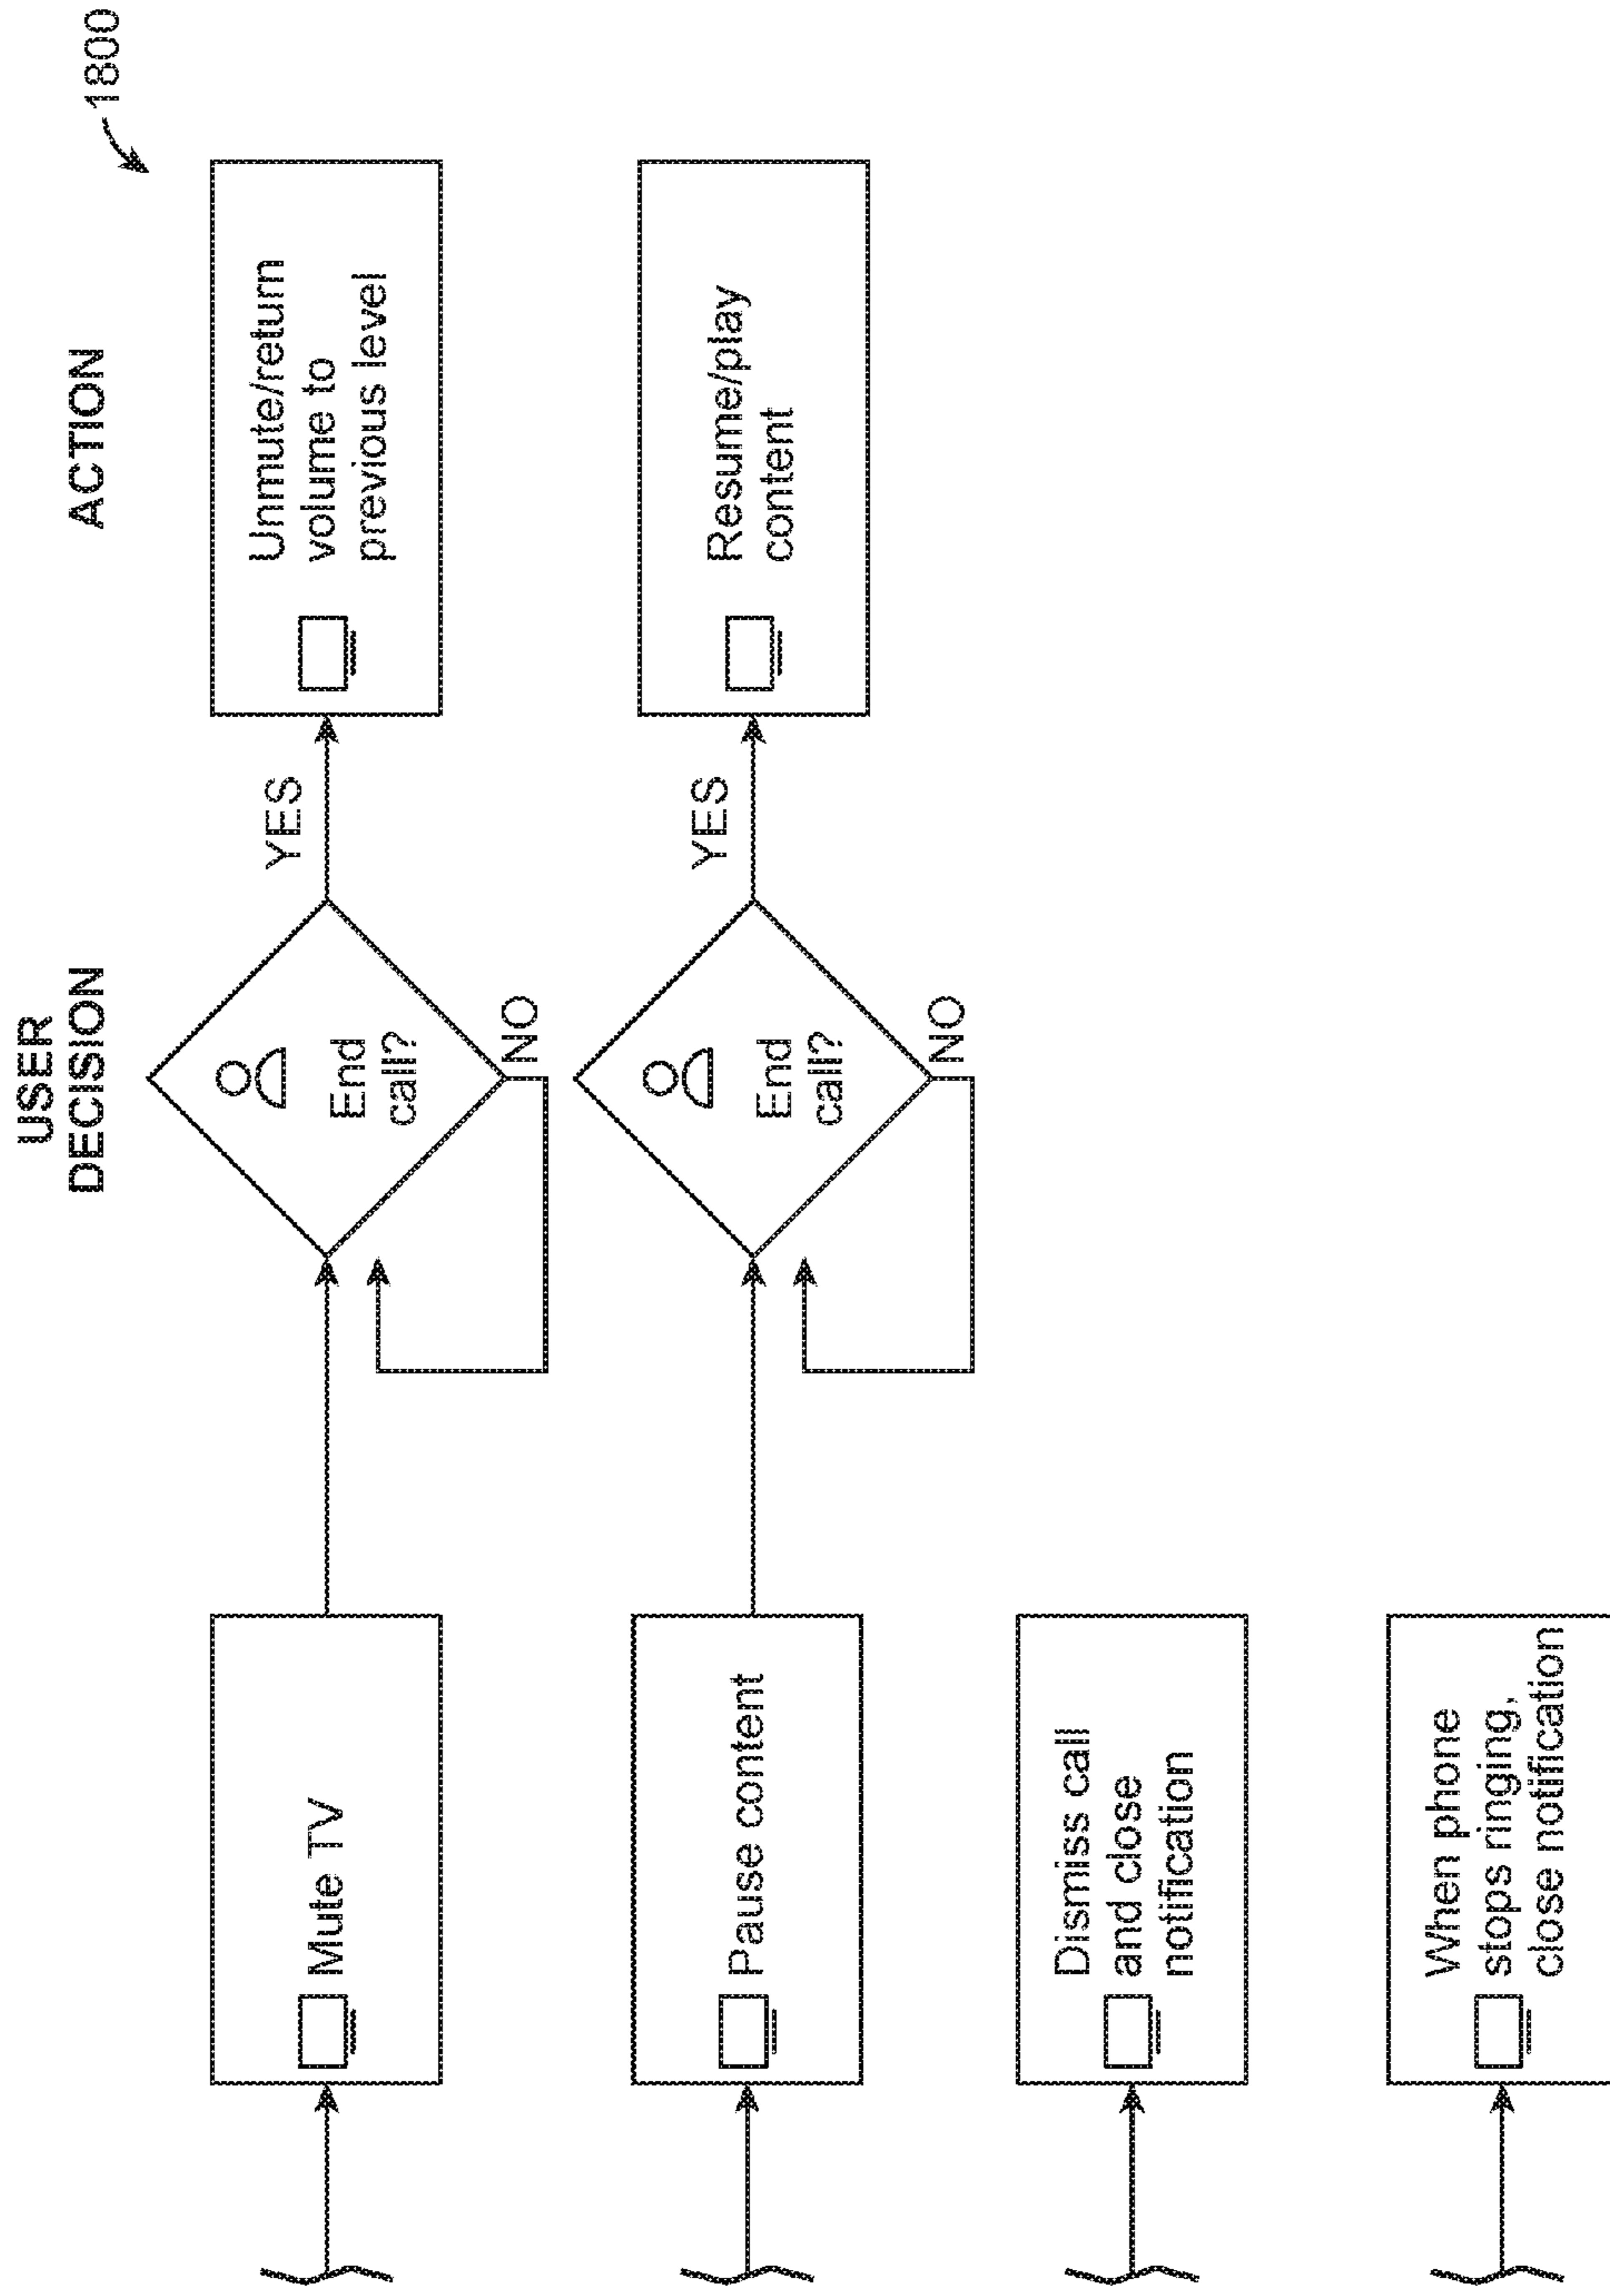 1800
USER
DECISION
ACTION
Mute TV
End
call?
YES
NO
Unmute/return
volume to
previous level
Pause content
End
call?
YES
NO
Resume/play
content
Dismiss call
and close
notification
When phone
stops ringing,
close notification